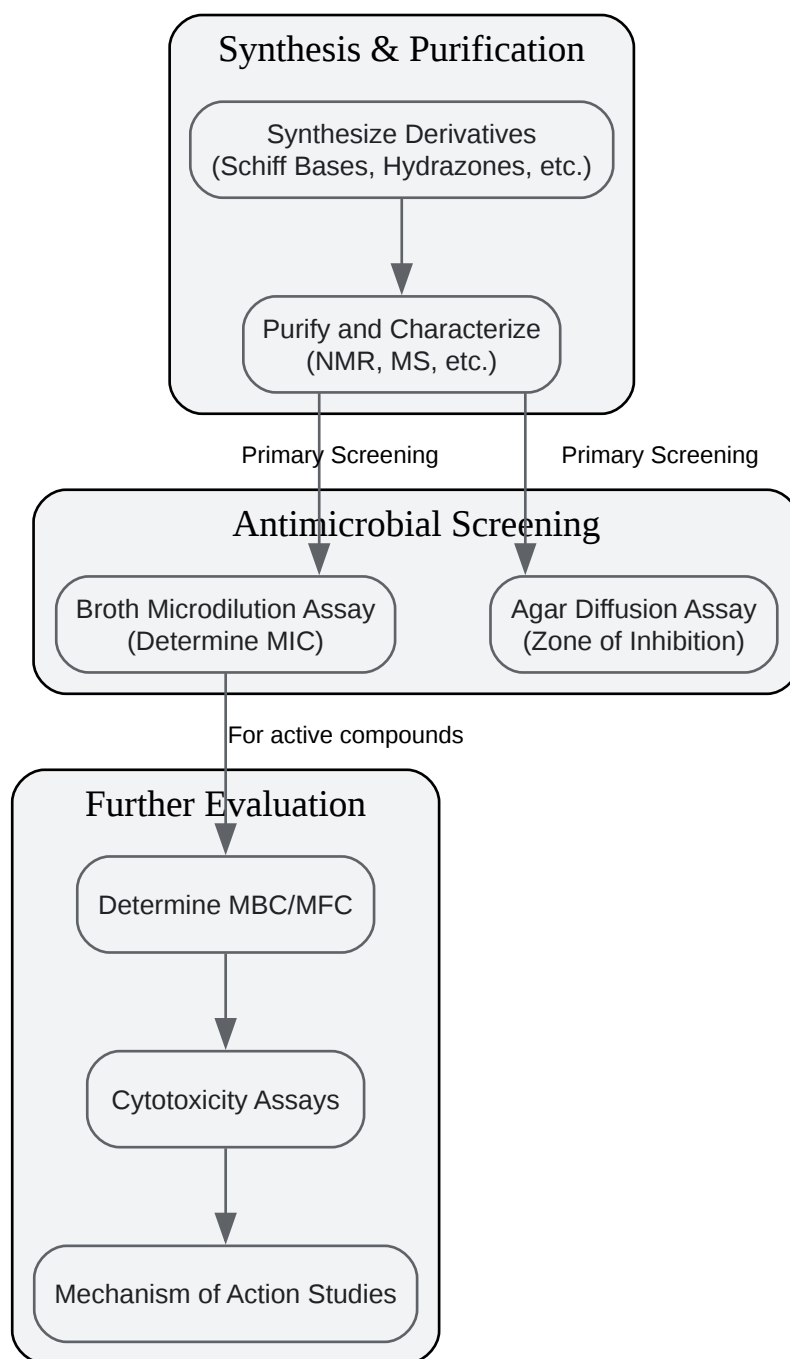 Synthesis & Purification
Synthesize Derivatives
(Schiff Bases, Hydrazones, etc.)
Purify and Characterize
(NMR, MS, etc.)
Primary Screening
Primary Screening
Antimicrobial Screening
Broth Microdilution Assay
(Determine MIC)
Agar Diffusion Assay
(Zone of Inhibition)
For active compounds
Further Evaluation
Determine MBC/MFC
Cytotoxicity Assays
Mechanism of Action Studies